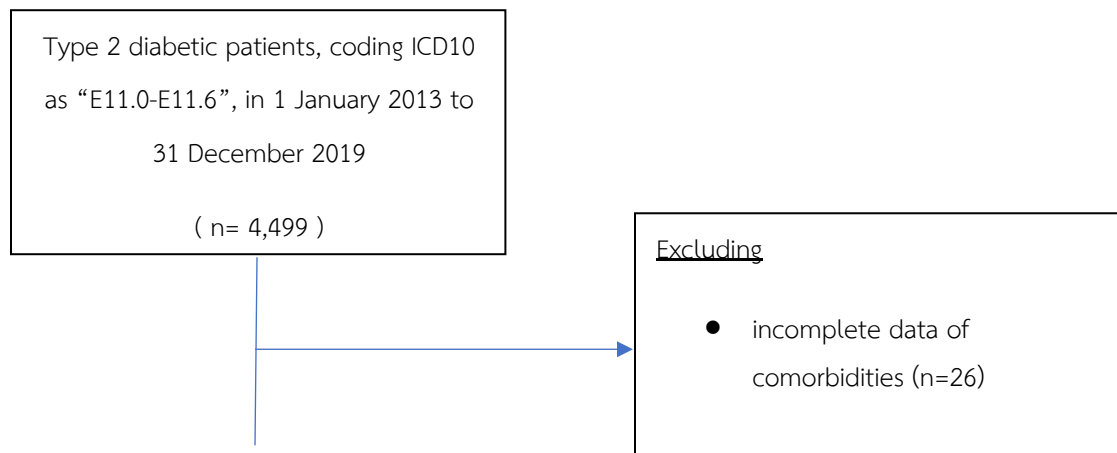 Type 2 diabetic patients, coding ICD10
as “E11.0-E11.6”, in 1 January 2013 to
31 December 2019
( n= 4,499 )
Excluding
● incomplete data of
comorbidities (n=26)